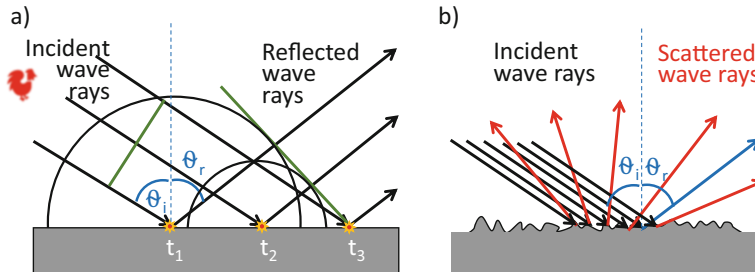 a)
Incident
wave
rays
Reflected
wave
rays
ϑi
ϑr
t1
t2
t3
b)
Incident
wave rays
Scattered
wave rays
ϑi
ϑr